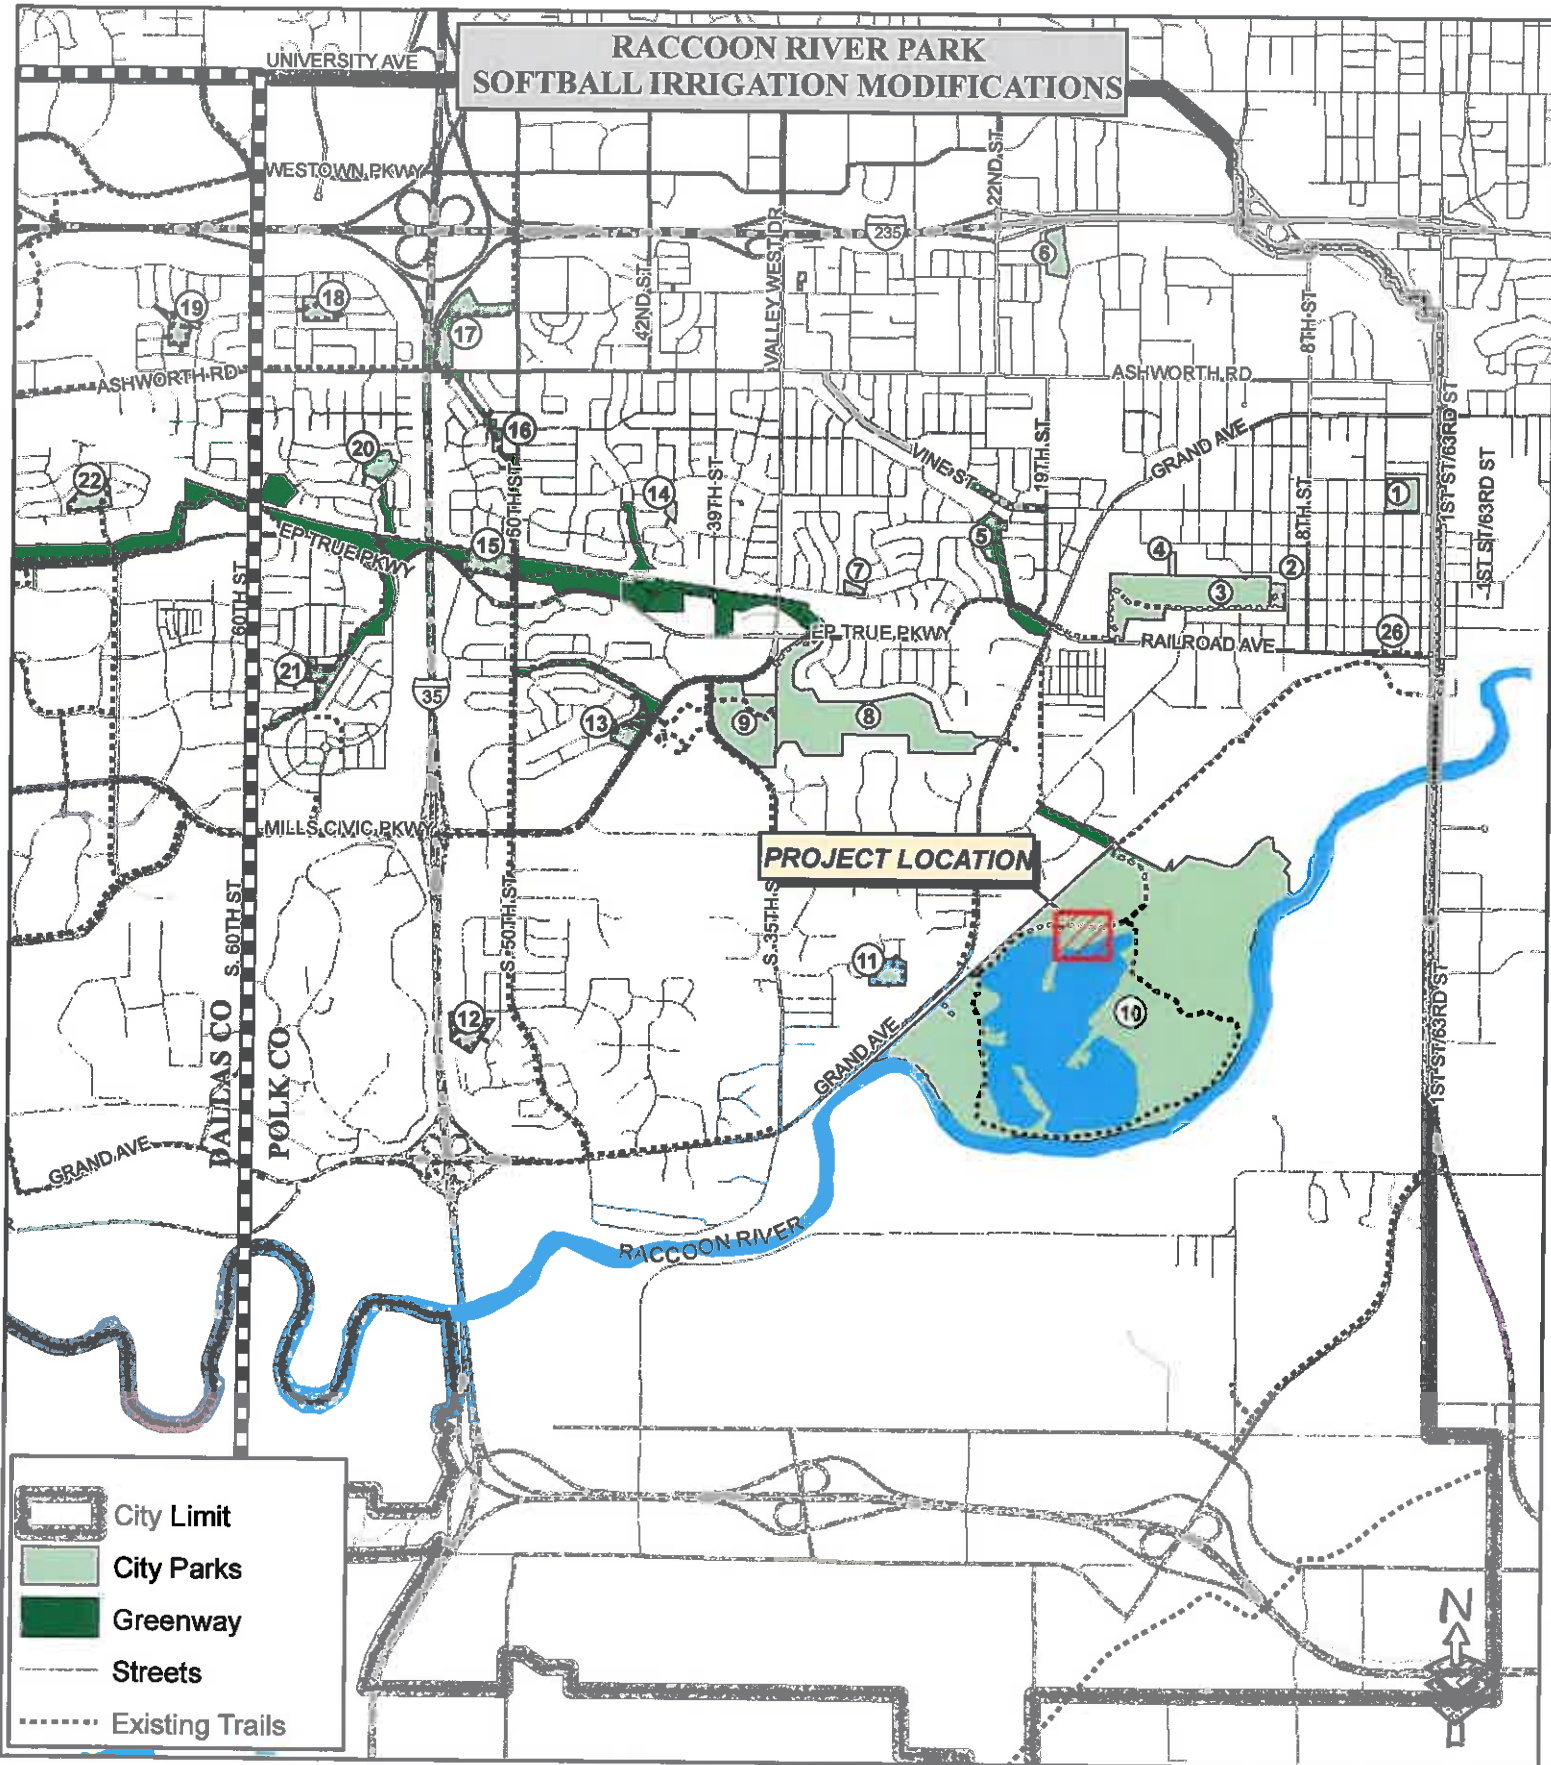 RACCOON RIVER PARK
SOFTBALL IRRIGATION MODIFICATIONS
UNIVERSITY AVE
WESTOWN PKWY
22ND ST
235
6
42ND ST
VALLEY WEST DR
19
18
17
8TH ST
ASHWORTH RD
ASHWORTH RD
16
20
22
VINE ST
19TH ST
GRAND AVE
1ST ST/63RD ST
1ST ST/63RD ST
14
39TH ST
50TH ST
8TH ST
1
EP TRUE PKWY
15
5
7
4
3
2
60TH ST
EP TRUE PKWY
RAILROAD AVE
26
21
35
13
9
8
MILLS CIVIC PKWY
PROJECT LOCATION
S. 60TH ST
S. 50TH ST
S. 35TH S
11
12
10
GRAND AVE
1ST ST/63RD ST
DALLAS CO
POLK CO
GRAND AVE
RACCOON RIVER
City Limit
City Parks
Greenway
Streets
Existing Trails
N